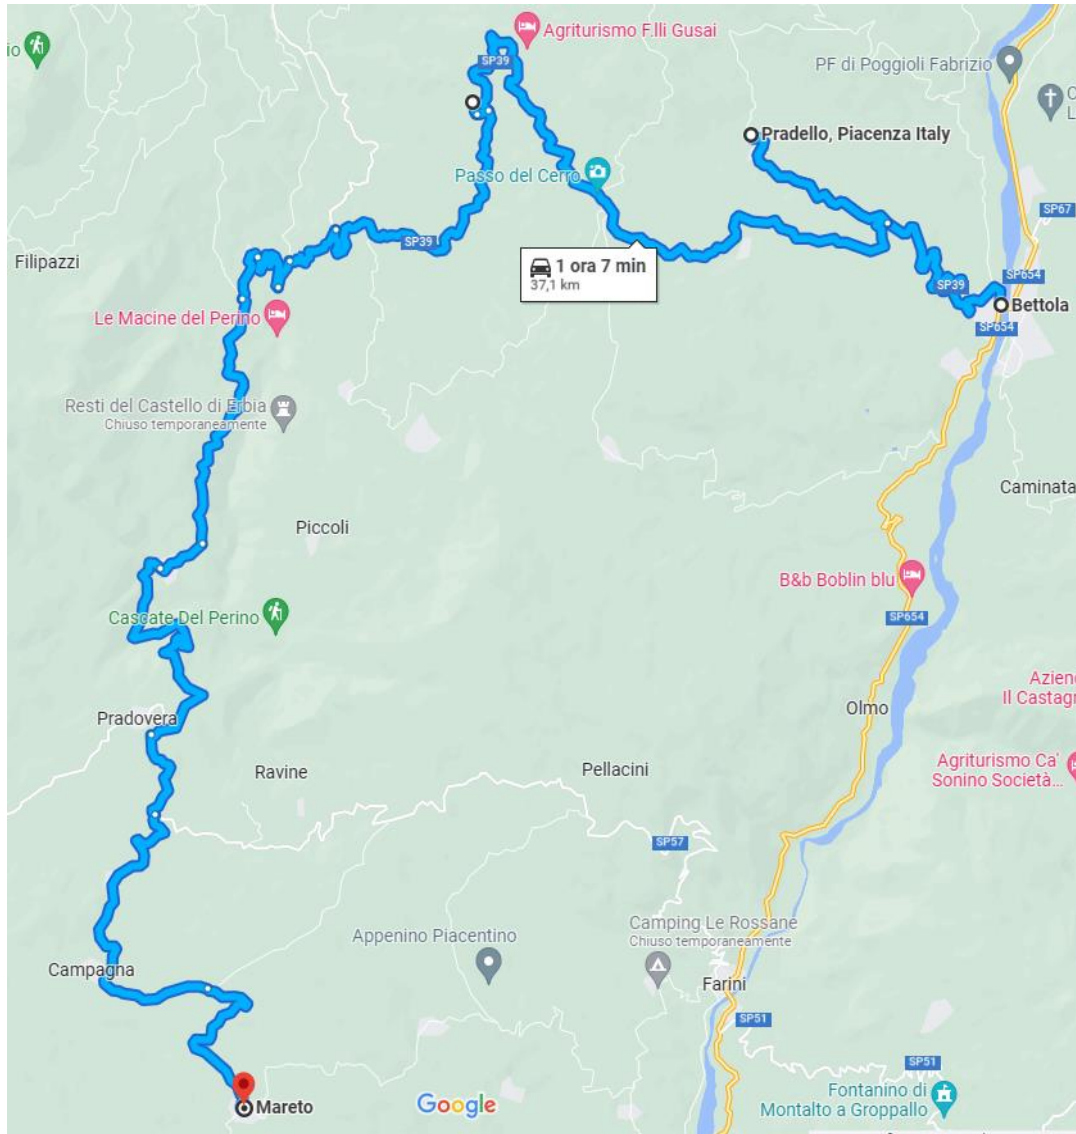 Agriturismo F.lli Gusai
io
SP39
PF di Poggioli Fabrizio
C
L
Pradello, Piacenza Italy
Passo del Cerro
SP67
SP39
Filipazzi
1 ora 7 min
37,1 km
SP654
SP39
Bettola
Le Macine del Perino
SP654
Resti del Castello di Erbia
Chiuso temporaneamente
Caminata
Piccoli
B&b Boblin blu
Cascate Del Perino
SP654
Aziend
Il Castagn
Olmo
Pradovera
Ravine
Pellacini
Agriturismo Ca'
Sonino Società...
SP57
Camping Le Rossane
Chiuso temporaneamente
Appenino Piacentino
Campagna
Farini
SP51
SP51
Fontanino di
Montalto a Groppallo
Mareto
Google